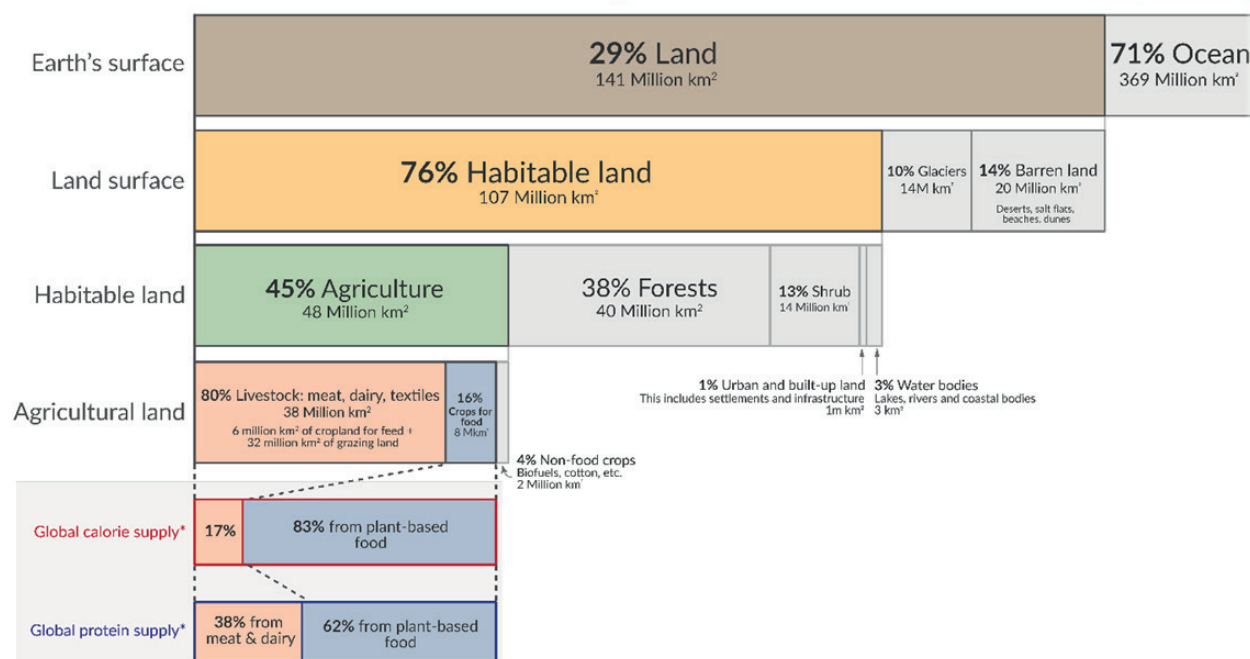 Earth's surface
29% Land
141 Million km²
71% Ocean
369 Million km²
Land surface
76% Habitable land
107 Million km²
10% Glaciers
14M km²
14% Barren land
20 Million km²
Deserts, salt flats,
beaches, dunes
Habitable land
45% Agriculture
48 Million km²
38% Forests
40 Million km²
13% Shrub
14 Million km²
1% Urban and built-up land
This includes settlements and infrastructure
1m km²
3% Water bodies
Lakes, rivers and coastal bodies
3 km²
Agricultural land
80% Livestock: meat, dairy, textiles
38 Million km²
6 million km² of cropland for feed +
32 million km² of grazing land
16%
Crops for
food
8 Mkm²
4% Non-food crops
Biofuels, cotton, etc.
2 Million km²
Global calorie supply*
17%
83% from plant-based
food
Global protein supply*
38% from
meat & dairy
62% from plant-based
food